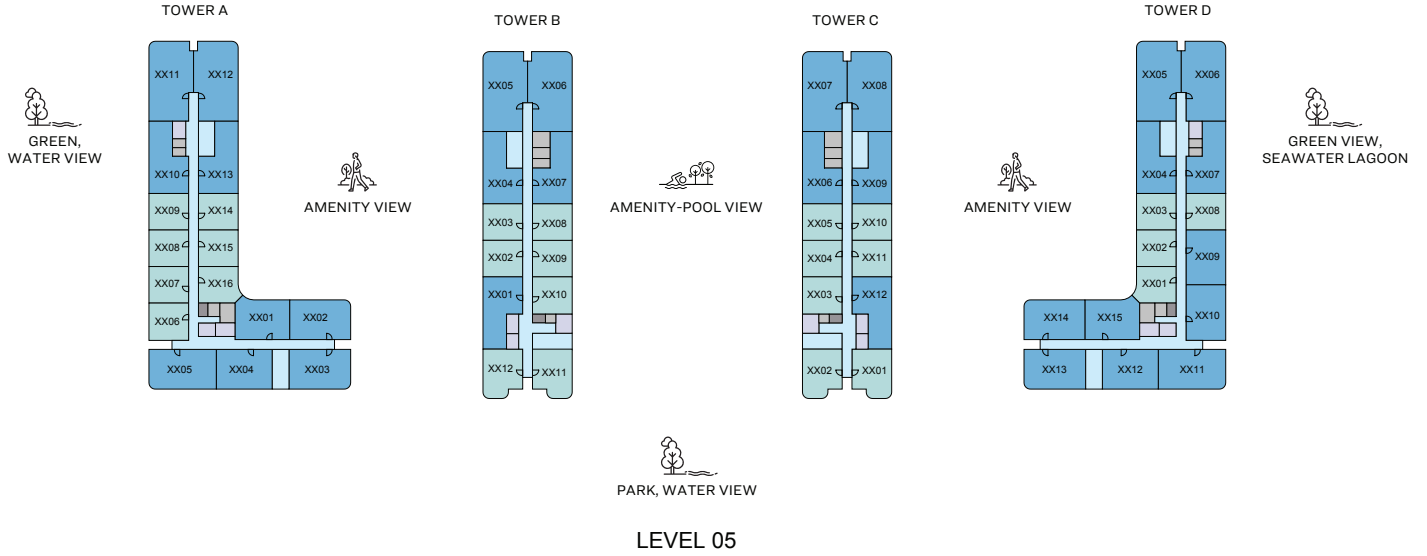 TOWER A
TOWER B
TOWER C
TOWER D
XX11
XX12
XX10
XX13
XX09
XX14
XX08
XX15
XX07
XX16
XX06
XX01
XX02
XX05
XX04
XX03
XX05
XX06
XX04
XX07
XX03
XX08
XX02
XX09
XX01
XX10
XX12
XX11
XX07
XX08
XX06
XX09
XX05
XX10
XX04
XX11
XX03
XX12
XX02
XX01
XX05
XX06
XX04
XX07
XX03
XX08
XX02
XX09
XX01
XX10
XX14
XX15
XX13
XX12
XX11
GREEN,
WATER VIEW
AMENITY VIEW
AMENITY-POOL VIEW
AMENITY VIEW
GREEN VIEW,
SEAWATER LAGOON
PARK, WATER VIEW
LEVEL 05